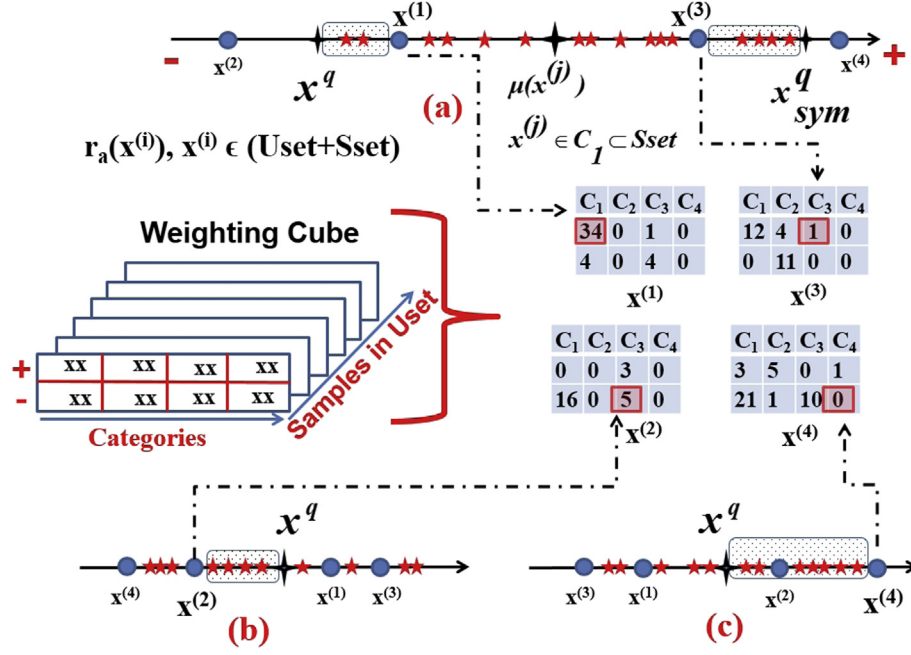 x⁽¹⁾ x⁽³⁾
- x⁽²⁾ x^q μ(x^(j)) x^q_sym x⁽⁴⁾ +
(a)
r_a(x⁽ⁱ⁾), x⁽ⁱ⁾ ϵ (Uset+Sset)
x^(j) ∈ C₁ ⊂ Sset
C₁ C₂ C₃ C₄
34 0 1 0
4 0 4 0
x⁽¹⁾
C₁ C₂ C₃ C₄
12 4 1 0
0 11 0 0
x⁽³⁾
Weighting Cube
+ xx xx xx xx
- xx xx xx xx
Categories
Samples in Uset
C₁ C₂ C₃ C₄
0 0 3 0
16 0 5 0
x⁽²⁾
C₁ C₂ C₃ C₄
3 5 0 1
21 1 10 0
x⁽⁴⁾
x^q
x⁽⁴⁾ x⁽²⁾ x⁽¹⁾ x⁽³⁾
(b)
x^q
x⁽³⁾ x⁽¹⁾ x⁽²⁾ x⁽⁴⁾
(c)